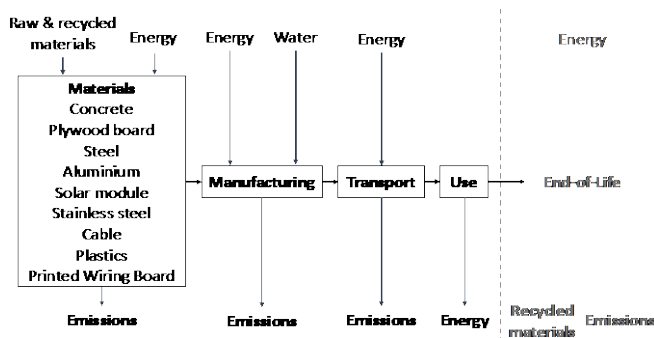 Raw & recycled
materials
Energy
Energy
Water
Energy
Energy
Materials
Concrete
Plywood board
Steel
Aluminium
Solar module
Stainless steel
Cable
Plastics
Printed Wiring Board
Manufacturing
Transport
Use
End-of-Life
Emissions
Emissions
Emissions
Energy
Recycled
materials
Emissions